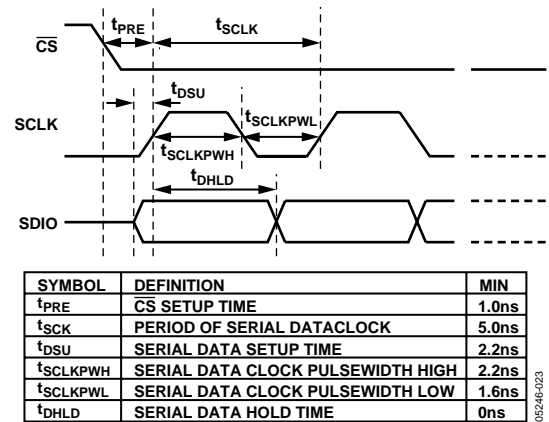 tPRE
tSCLK
CS
tDSU
SCLK
tSCLKPWL
tSCLKPWH
tDHLD
SDIO
SYMBOL DEFINITION MIN
tPRE CS SETUP TIME 1.0ns
tSCK PERIOD OF SERIAL DATACLOCK 5.0ns
tDSU SERIAL DATA SETUP TIME 2.2ns
tSCLKPWH SERIAL DATA CLOCK PULSEWIDTH HIGH 2.2ns
tSCLKPWL SERIAL DATA CLOCK PULSEWIDTH LOW 1.6ns
tDHLD SERIAL DATA HOLD TIME 0ns
05246-023